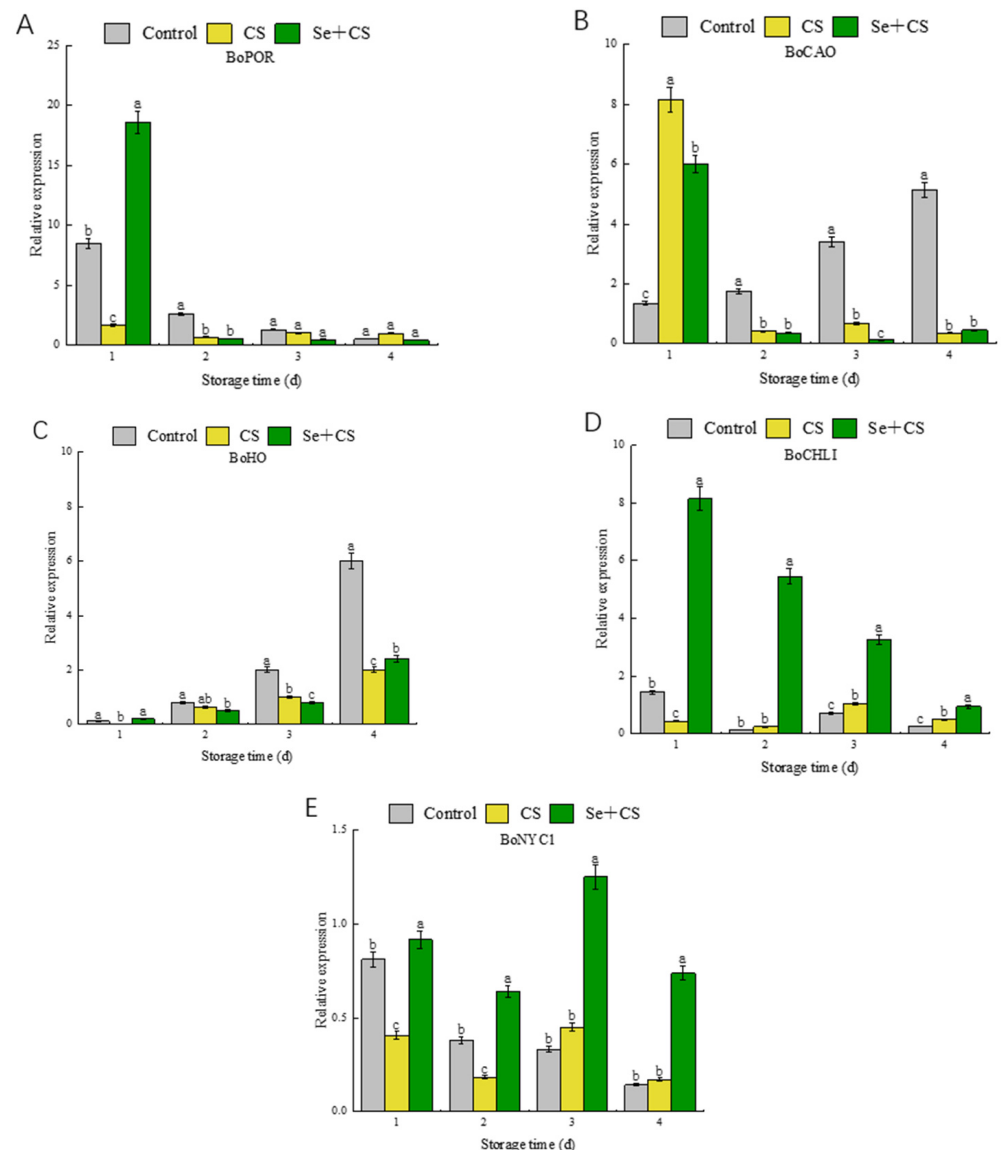 A
Control CS Se+CS
BoPOR
Relative expression
25
20
15
10
5
0
b c a
a b b
a a a
a a a
1 2 3 4
Storage time (d)
B
Control CS Se+CS
BoCAO
Relative expression
10
8
6
4
2
0
c a b
a b b
a b c
a b b
1 2 3 4
Storage time (d)
C
Control CS Se+CS
BoHO
Relative expression
10
8
6
4
2
0
a b a
a ab b
a b c
a c b
1 2 3 4
Storage time (d)
D
Control CS Se+CS
BoCHLI
Relative expression
10
8
6
4
2
0
b c a
b b a
c b a
c b a
1 2 3 4
Storage time (d)
E
Control CS Se+CS
BoNYC1
Relative expression
1.5
1.0
0.5
0.0
b c a
b c a
b b a
b b a
1 2 3 4
Storage time (d)